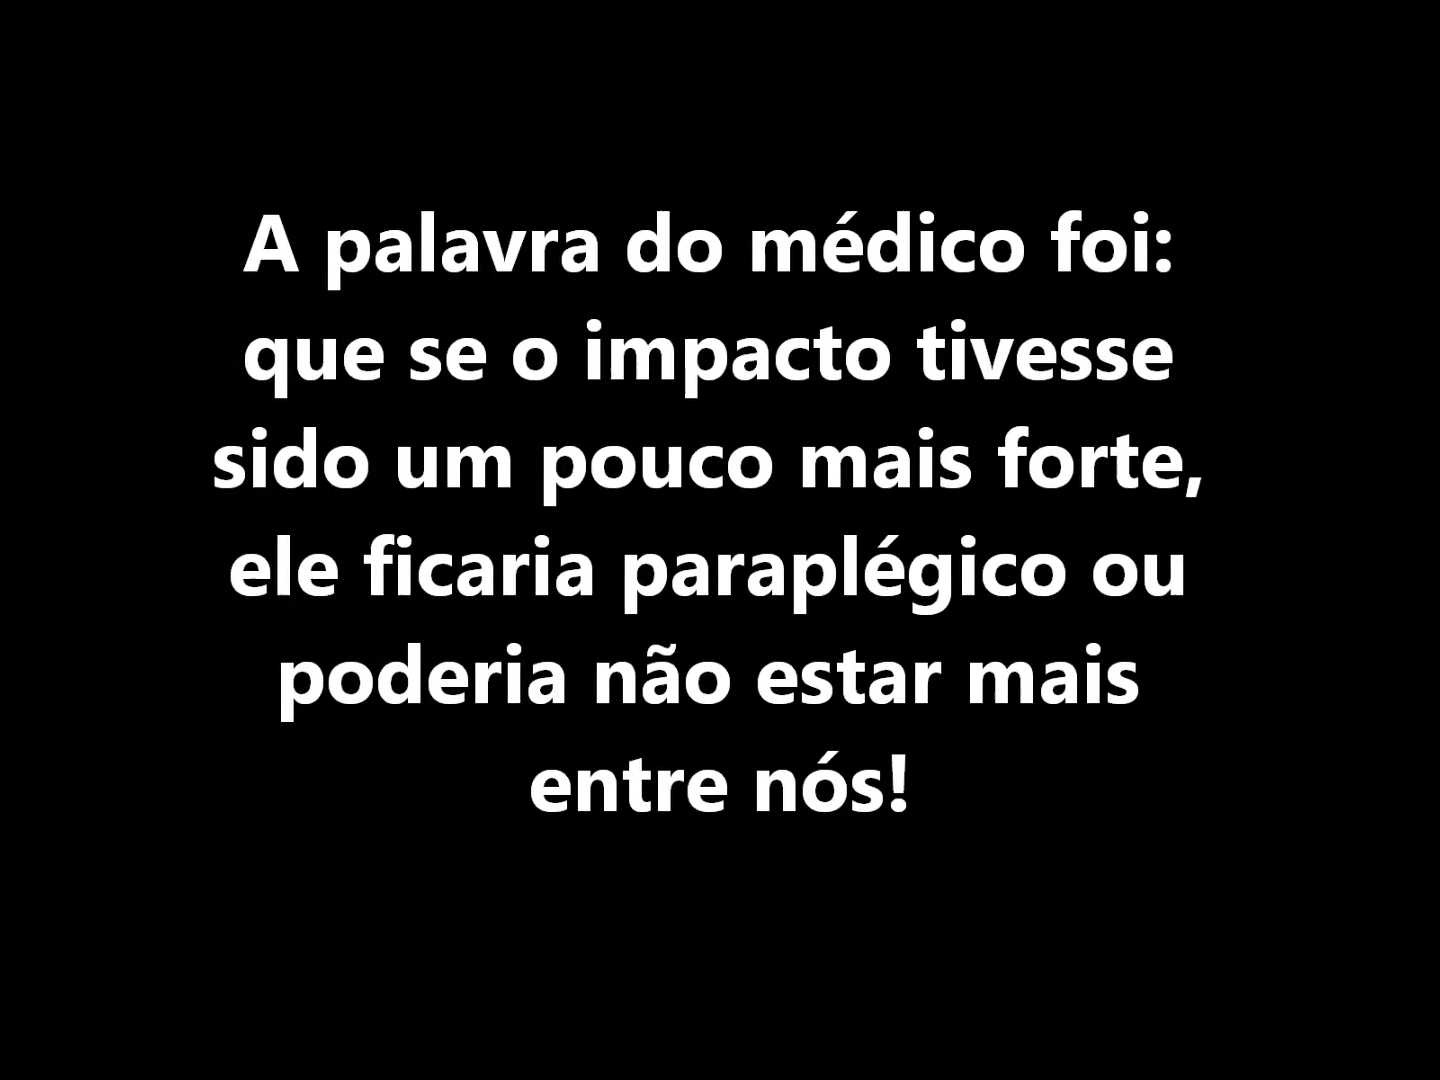 A palavra do médico foi:
que se o impacto tivesse
sido um pouco mais forte,
ele ficaria paraplégico ou
poderia não estar mais
entre nós!